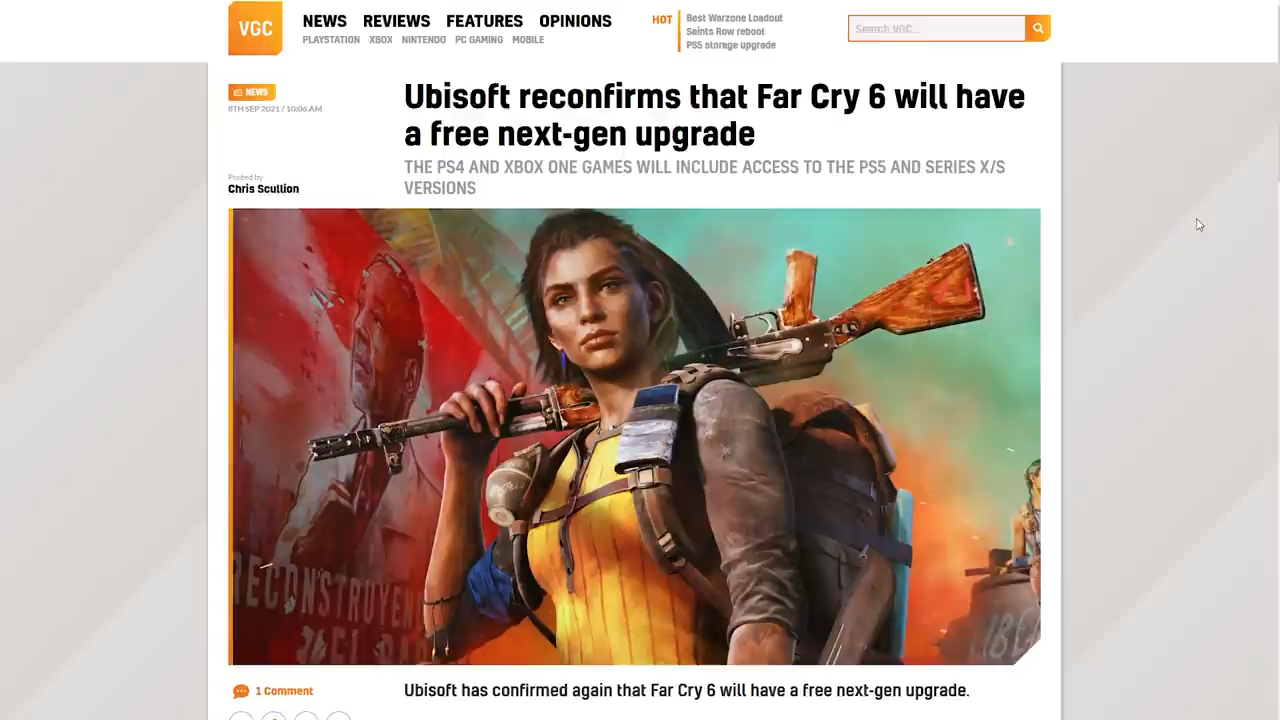 VGC
NEWS REVIEWS FEATURES OPINIONS
PLAYSTATION XBOX NINTENDO PC GAMING MOBILE
HOT
Best Warzone Loadout
Saints Row reboot
PS5 storage upgrade
Search VGC...
NEWS
8TH SEP 2021 / 10:06 AM
Posted by
Chris Scullion
Ubisoft reconfirms that Far Cry 6 will have
a free next-gen upgrade
THE PS4 AND XBOX ONE GAMES WILL INCLUDE ACCESS TO THE PS5 AND SERIES X/S
VERSIONS
RECONSTRUYEN
1 Comment
Ubisoft has confirmed again that Far Cry 6 will have a free next-gen upgrade.